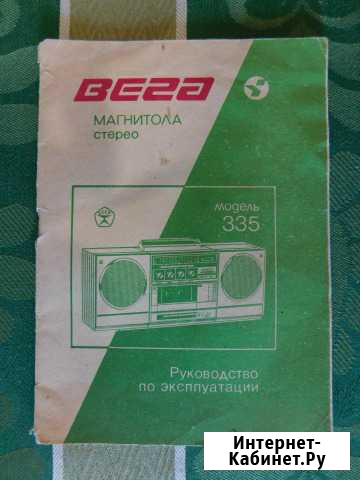 ВЕГА
МАГНИТОЛА
стерео
модель
335
Руководство
по эксплуатации
Интернет-
Кабинет.Ру